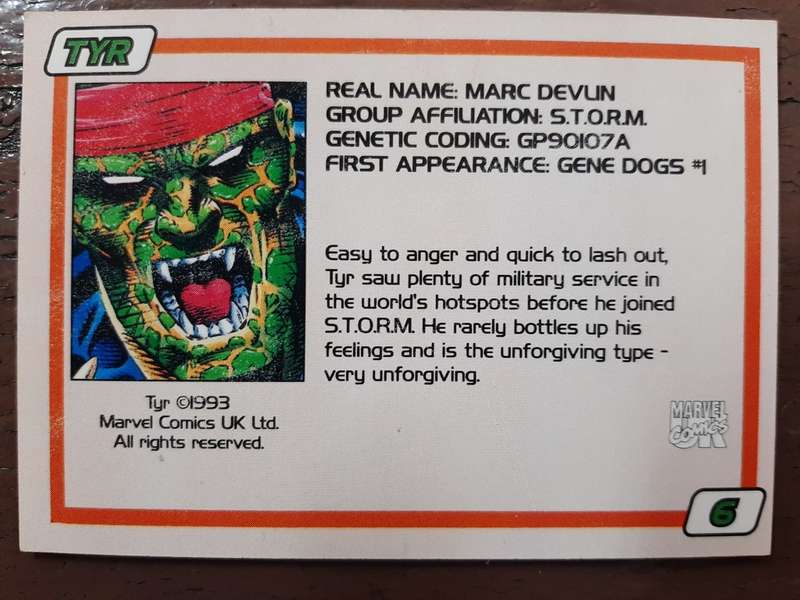 TYR
REAL NAME: MARC DEVLIN
GROUP AFFILIATION: S.T.O.R.M.
GENETIC CODING: GP90107A
FIRST APPEARANCE: GENE DOGS #1
Easy to anger and quick to lash out,
Tyr saw plenty of military service in
the world's hotspots before he joined
S.T.O.R.M. He rarely bottles up his
feelings and is the unforgiving type -
very unforgiving.
Tyr ©1993
Marvel Comics UK Ltd.
All rights reserved.
MARVEL
COMICS
UK
6